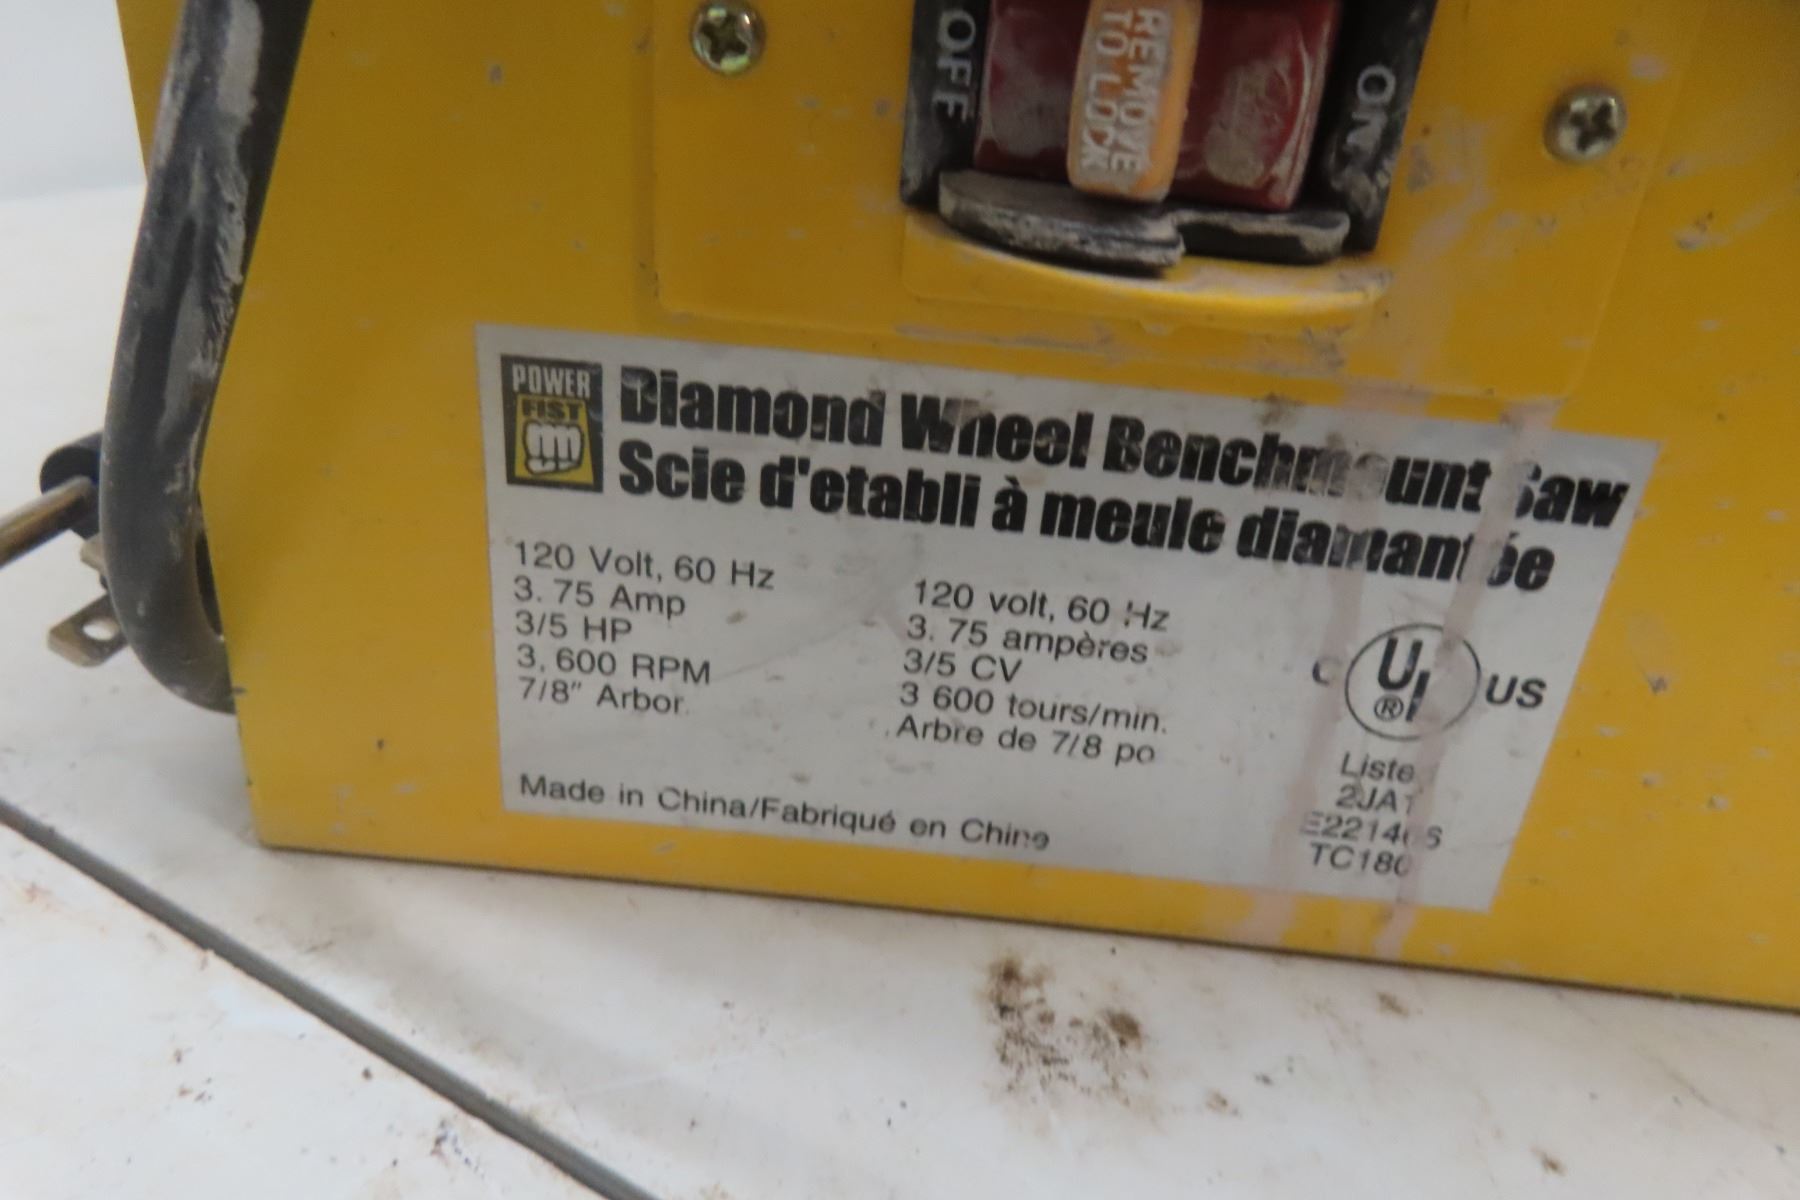 OFF
REMOVE
TO LOCK
ON
POWER
FIST
Diamond Wheel Benchmount Saw
Scie d'etabli à meule diamantée
120 Volt, 60 Hz
3.75 Amp
3/5 HP
3,600 RPM
7/8" Arbor
120 volt, 60 Hz
3.75 ampères
3/5 CV
3 600 tours/min.
Arbre de 7/8 po
C UL ® US
Made in China/Fabriqué en Chine